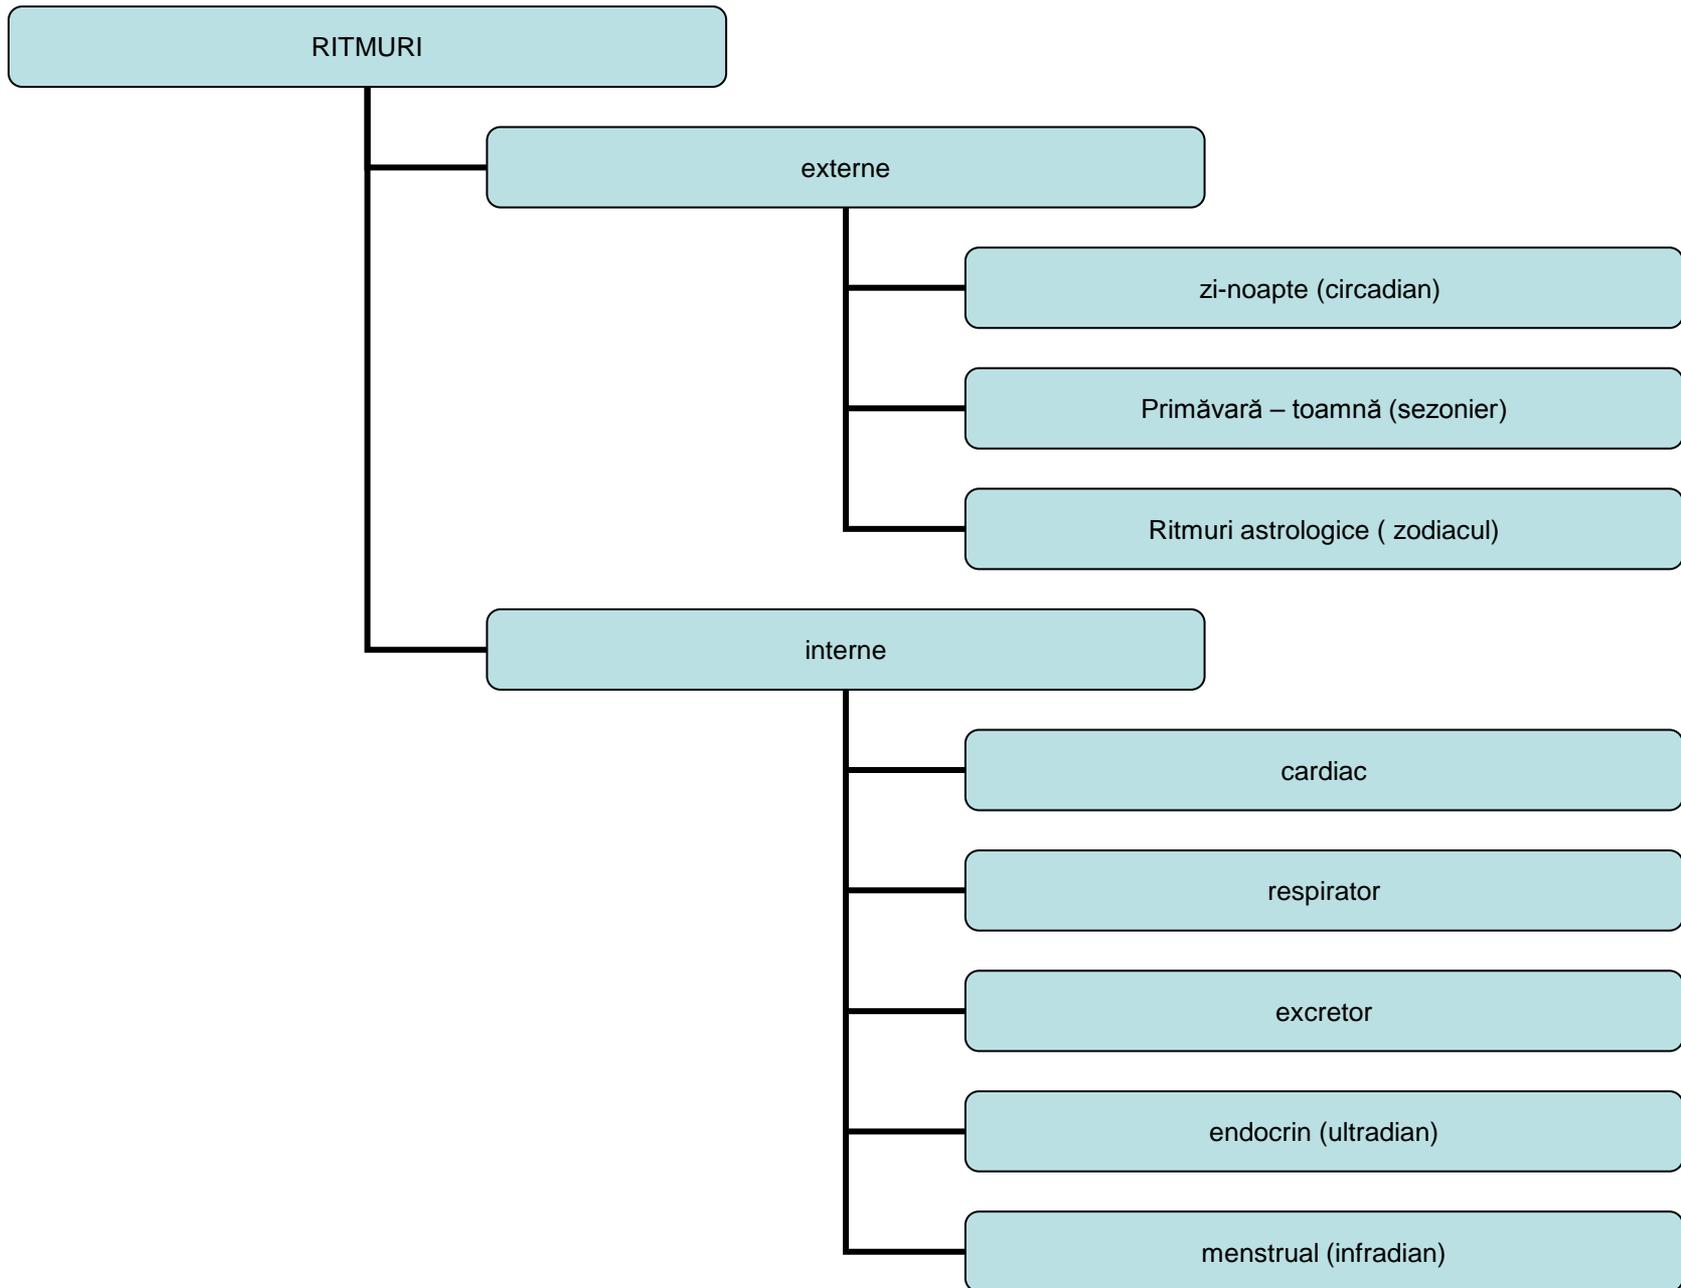 RITMURI
externe
zi-noapte (circadian)
Primăvară – toamnă (sezonier)
Ritmuri astrologice ( zodiacul)
interne
cardiac
respirator
excretor
endocrin (ultradian)
menstrual (infradian)